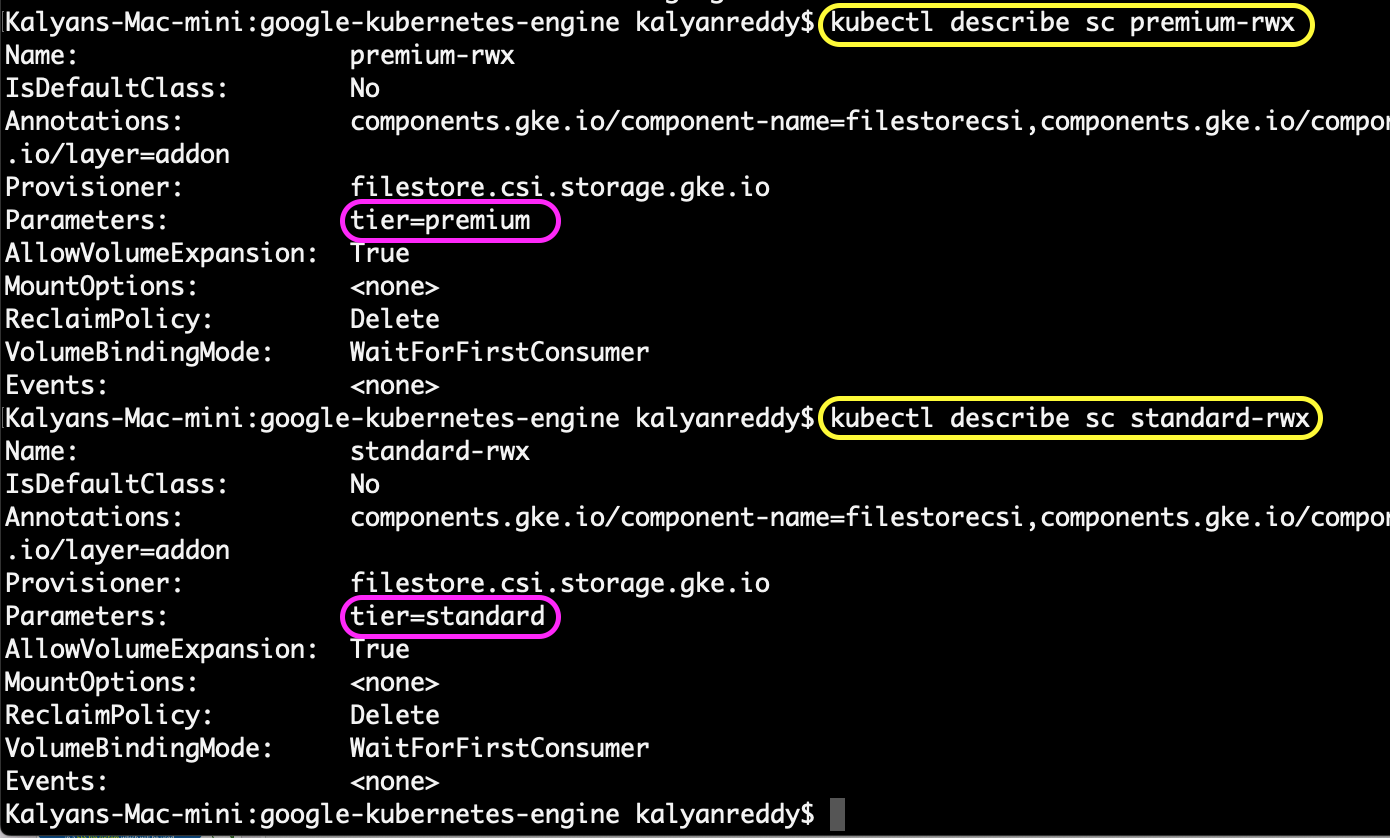 Kalyans-Mac-mini:google-kubernetes-engine kalyanreddy$ kubectl describe sc premium-rwx
Name: premium-rwx
IsDefaultClass: No
Annotations: components.gke.io/component-name=filestorecsi,components.gke.io/compo
.io/layer=addon
Provisioner: filestore.csi.storage.gke.io
Parameters: tier=premium
AllowVolumeExpansion: True
MountOptions: <none>
ReclaimPolicy: Delete
VolumeBindingMode: WaitForFirstConsumer
Events: <none>
Kalyans-Mac-mini:google-kubernetes-engine kalyanreddy$ kubectl describe sc standard-rwx
Name: standard-rwx
IsDefaultClass: No
Annotations: components.gke.io/component-name=filestorecsi,components.gke.io/compo
.io/layer=addon
Provisioner: filestore.csi.storage.gke.io
Parameters: tier=standard
AllowVolumeExpansion: True
MountOptions: <none>
ReclaimPolicy: Delete
VolumeBindingMode: WaitForFirstConsumer
Events: <none>
Kalyans-Mac-mini:google-kubernetes-engine kalyanreddy$